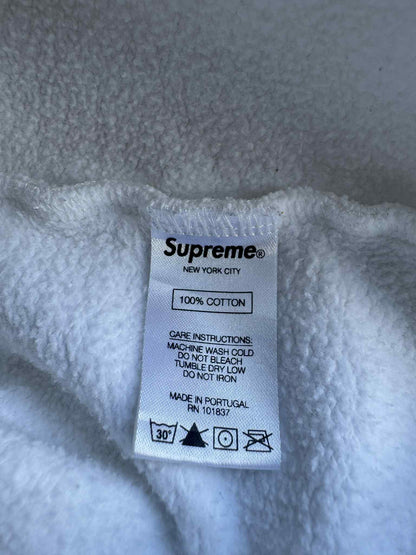 Supreme®
NEW YORK CITY
100% COTTON
CARE INSTRUCTIONS:
MACHINE WASH COLD
DO NOT BLEACH
TUMBLE DRY LOW
DO NOT IRON
MADE IN PORTUGAL
RN 101837
30°